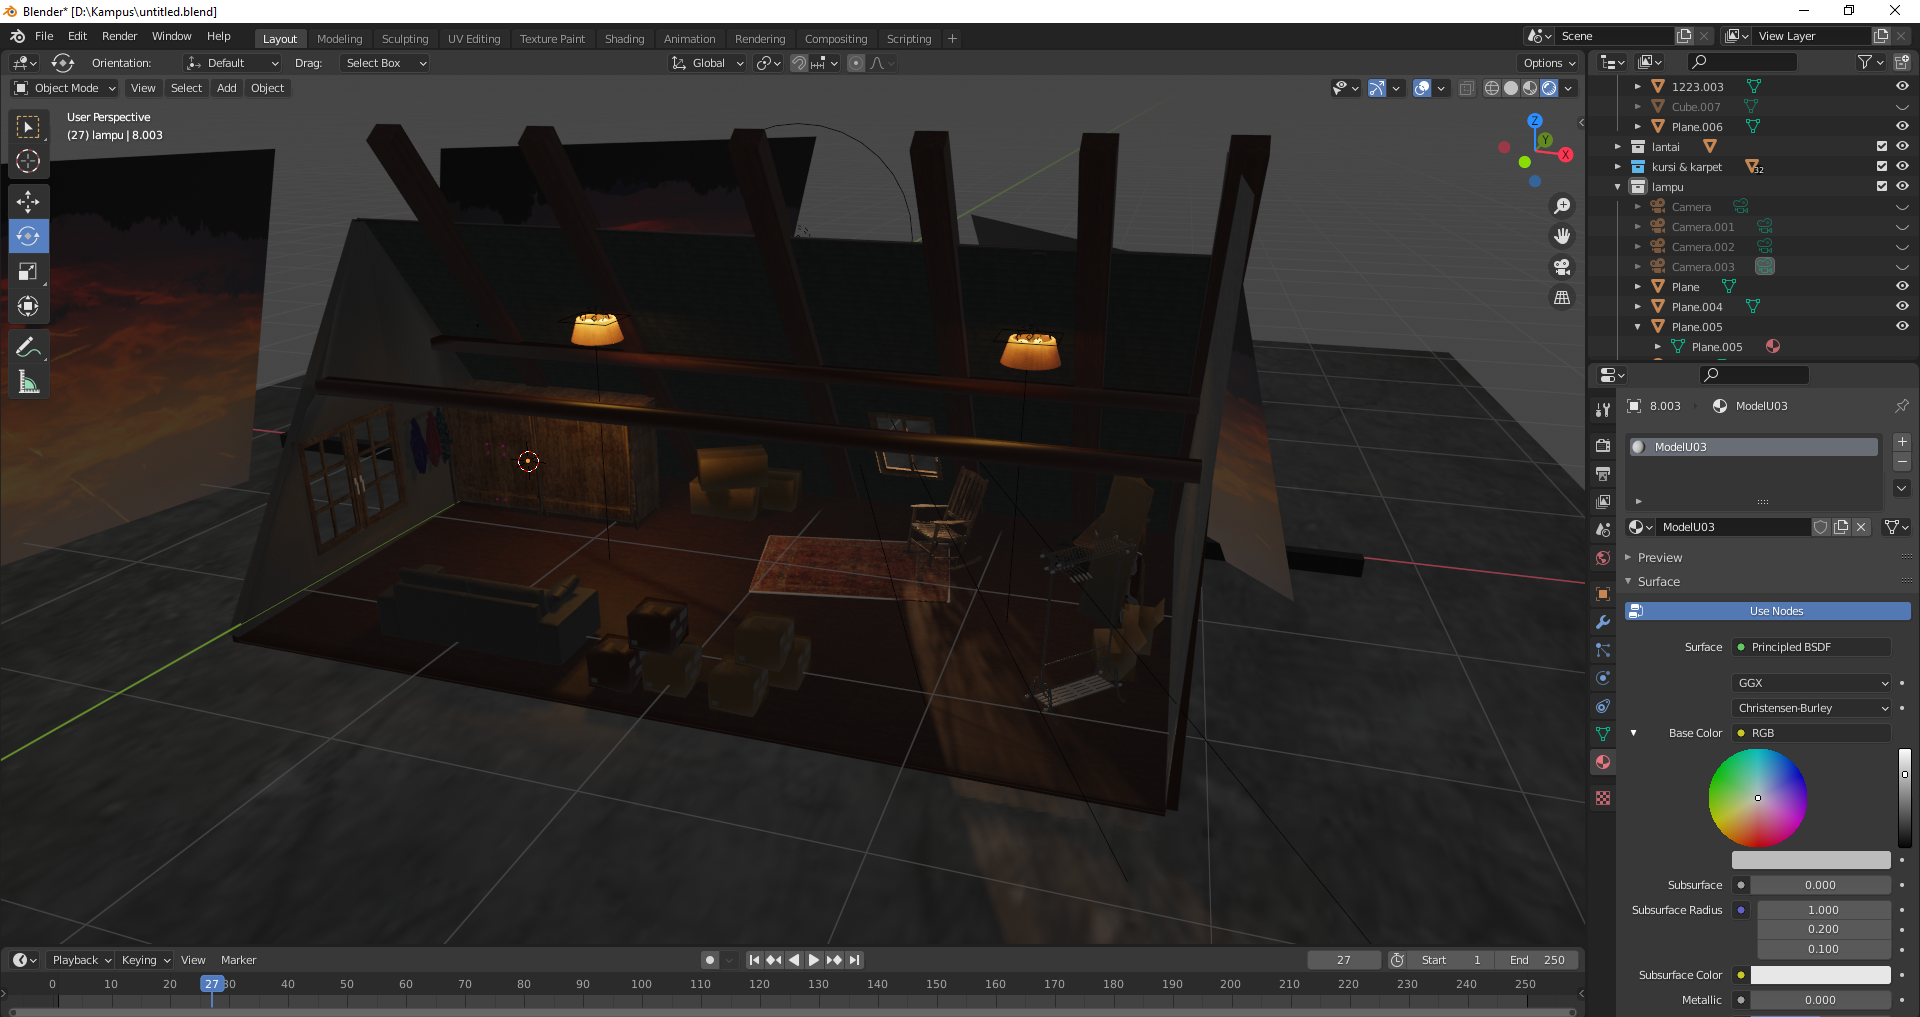 Blender* [D:\Kampus\untitled.blend]
File Edit Render Window Help
Layout Modeling Sculpting UV Editing Texture Paint Shading Animation Rendering Compositing Scripting +
Scene
View Layer
Orientation: Default Drag: Select Box
Global
Options
Object Mode View Select Add Object
User Perspective
(27) lampu | 8.003
Z
Y
X
1223.003
Cube.007
Plane.006
lantai
kursi & karpet 32
lampu
Camera
Camera.001
Camera.002
Camera.003
Plane
Plane.004
Plane.005
Plane.005
8.003 ModelU03
ModelU03
ModelU03
Preview
Surface
Use Nodes
Surface Principled BSDF
GGX
Christensen-Burley
Base Color RGB
Subsurface 0.000
Subsurface Radius 1.000
0.200
0.100
Subsurface Color
Metallic 0.000
Playback Keying View Marker
27 Start 1 End 250
0 10 20 27 30 40 50 60 70 80 90 100 110 120 130 140 150 160 170 180 190 200 210 220 230 240 250